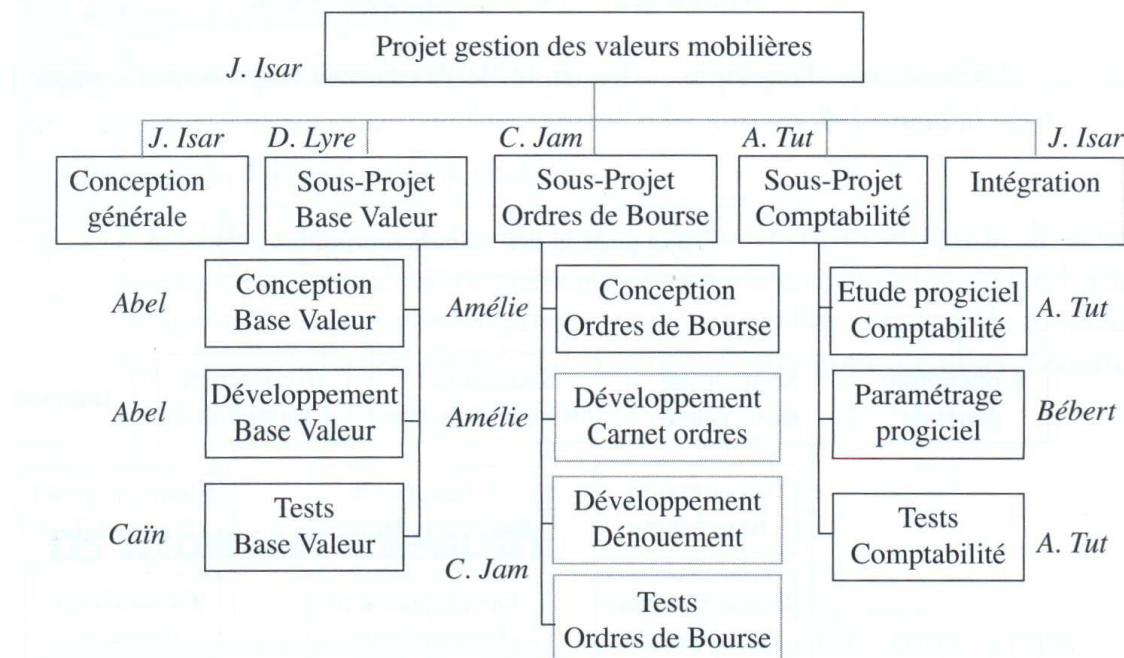 Projet gestion des valeurs mobilières
J. Isar
J. Isar
D. Lyre
C. Jam
A. Tut
J. Isar
Conception
générale
Sous-Projet
Base Valeur
Sous-Projet
Ordres de Bourse
Sous-Projet
Comptabilité
Intégration
Abel
Conception
Base Valeur
Amélie
Conception
Ordres de Bourse
Etude progiciel
Comptabilité
A. Tut
Abel
Développement
Base Valeur
Amélie
Développement
Carnet ordres
Paramétrage
progiciel
Bébert
Caïn
Tests
Base Valeur
Développement
Dénouement
Tests
Comptabilité
A. Tut
C. Jam
Tests
Ordres de Bourse